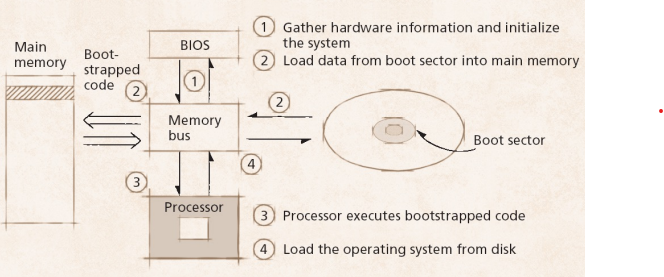 1 Gather hardware information and initialize
the system
2 Load data from boot sector into main memory
Main
memory
Boot-
strapped
code
2
BIOS
1
Memory
bus
2
Boot sector
4
3
Processor
3 Processor executes bootstrapped code
4 Load the operating system from disk